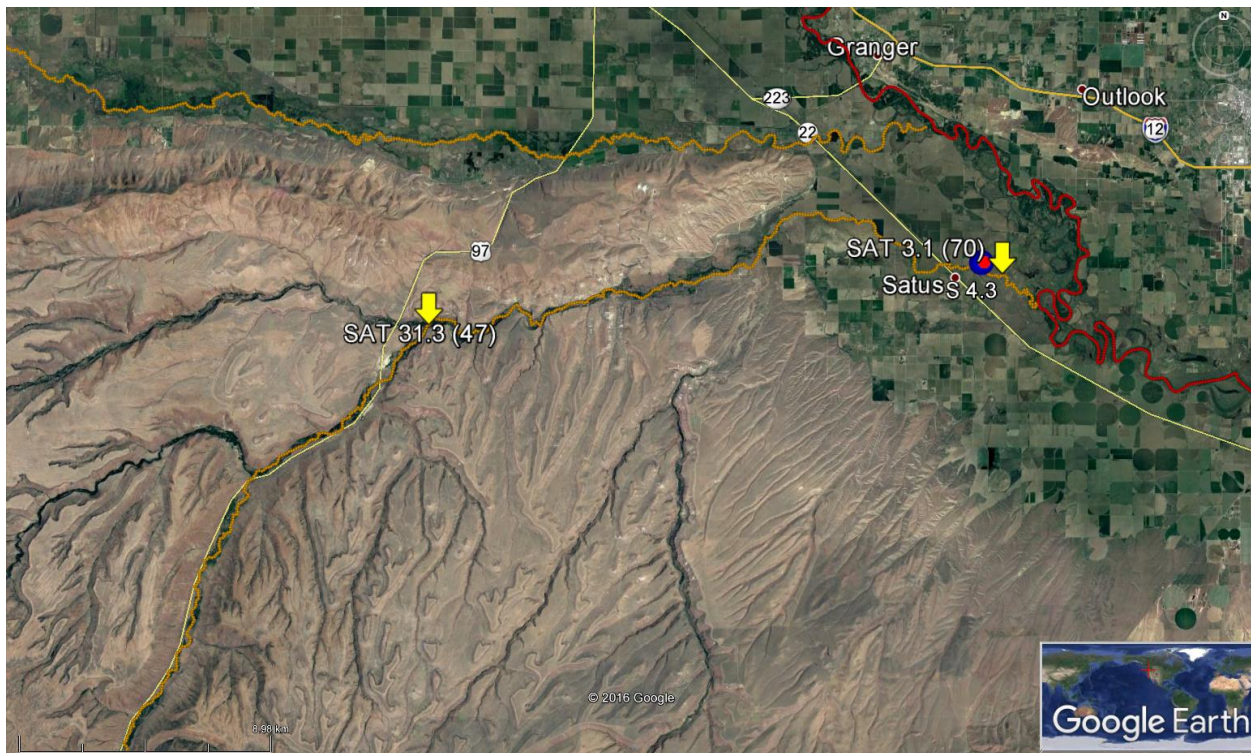 N
Granger
223
Outlook
22
12
97
SAT 3.1 (70)
Satus
S 4.3
SAT 31.3 (47)
© 2016 Google
8.98 km
Google Earth